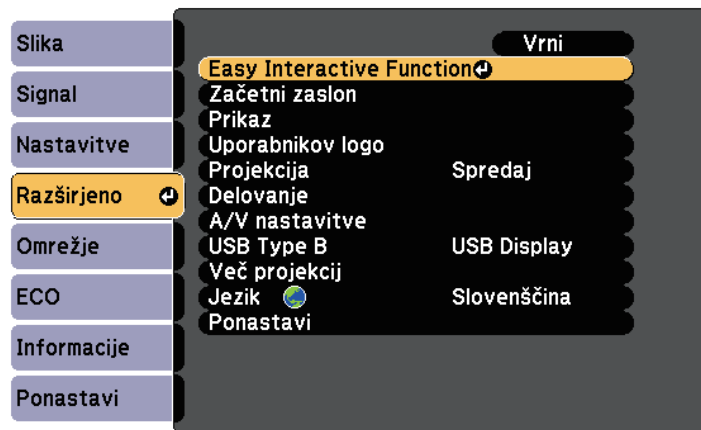 Slika
Signal
Nastavitve
Razširjeno
Omrežje
ECO
Informacije
Ponastavi
Vrni
Easy Interactive Function
Začetni zaslon
Prikaz
Uporabnikov logo
Projekcija Spredaj
Delovanje
A/V nastavitve
USB Type B USB Display
Več projekcij
Jezik Slovenščina
Ponastavi